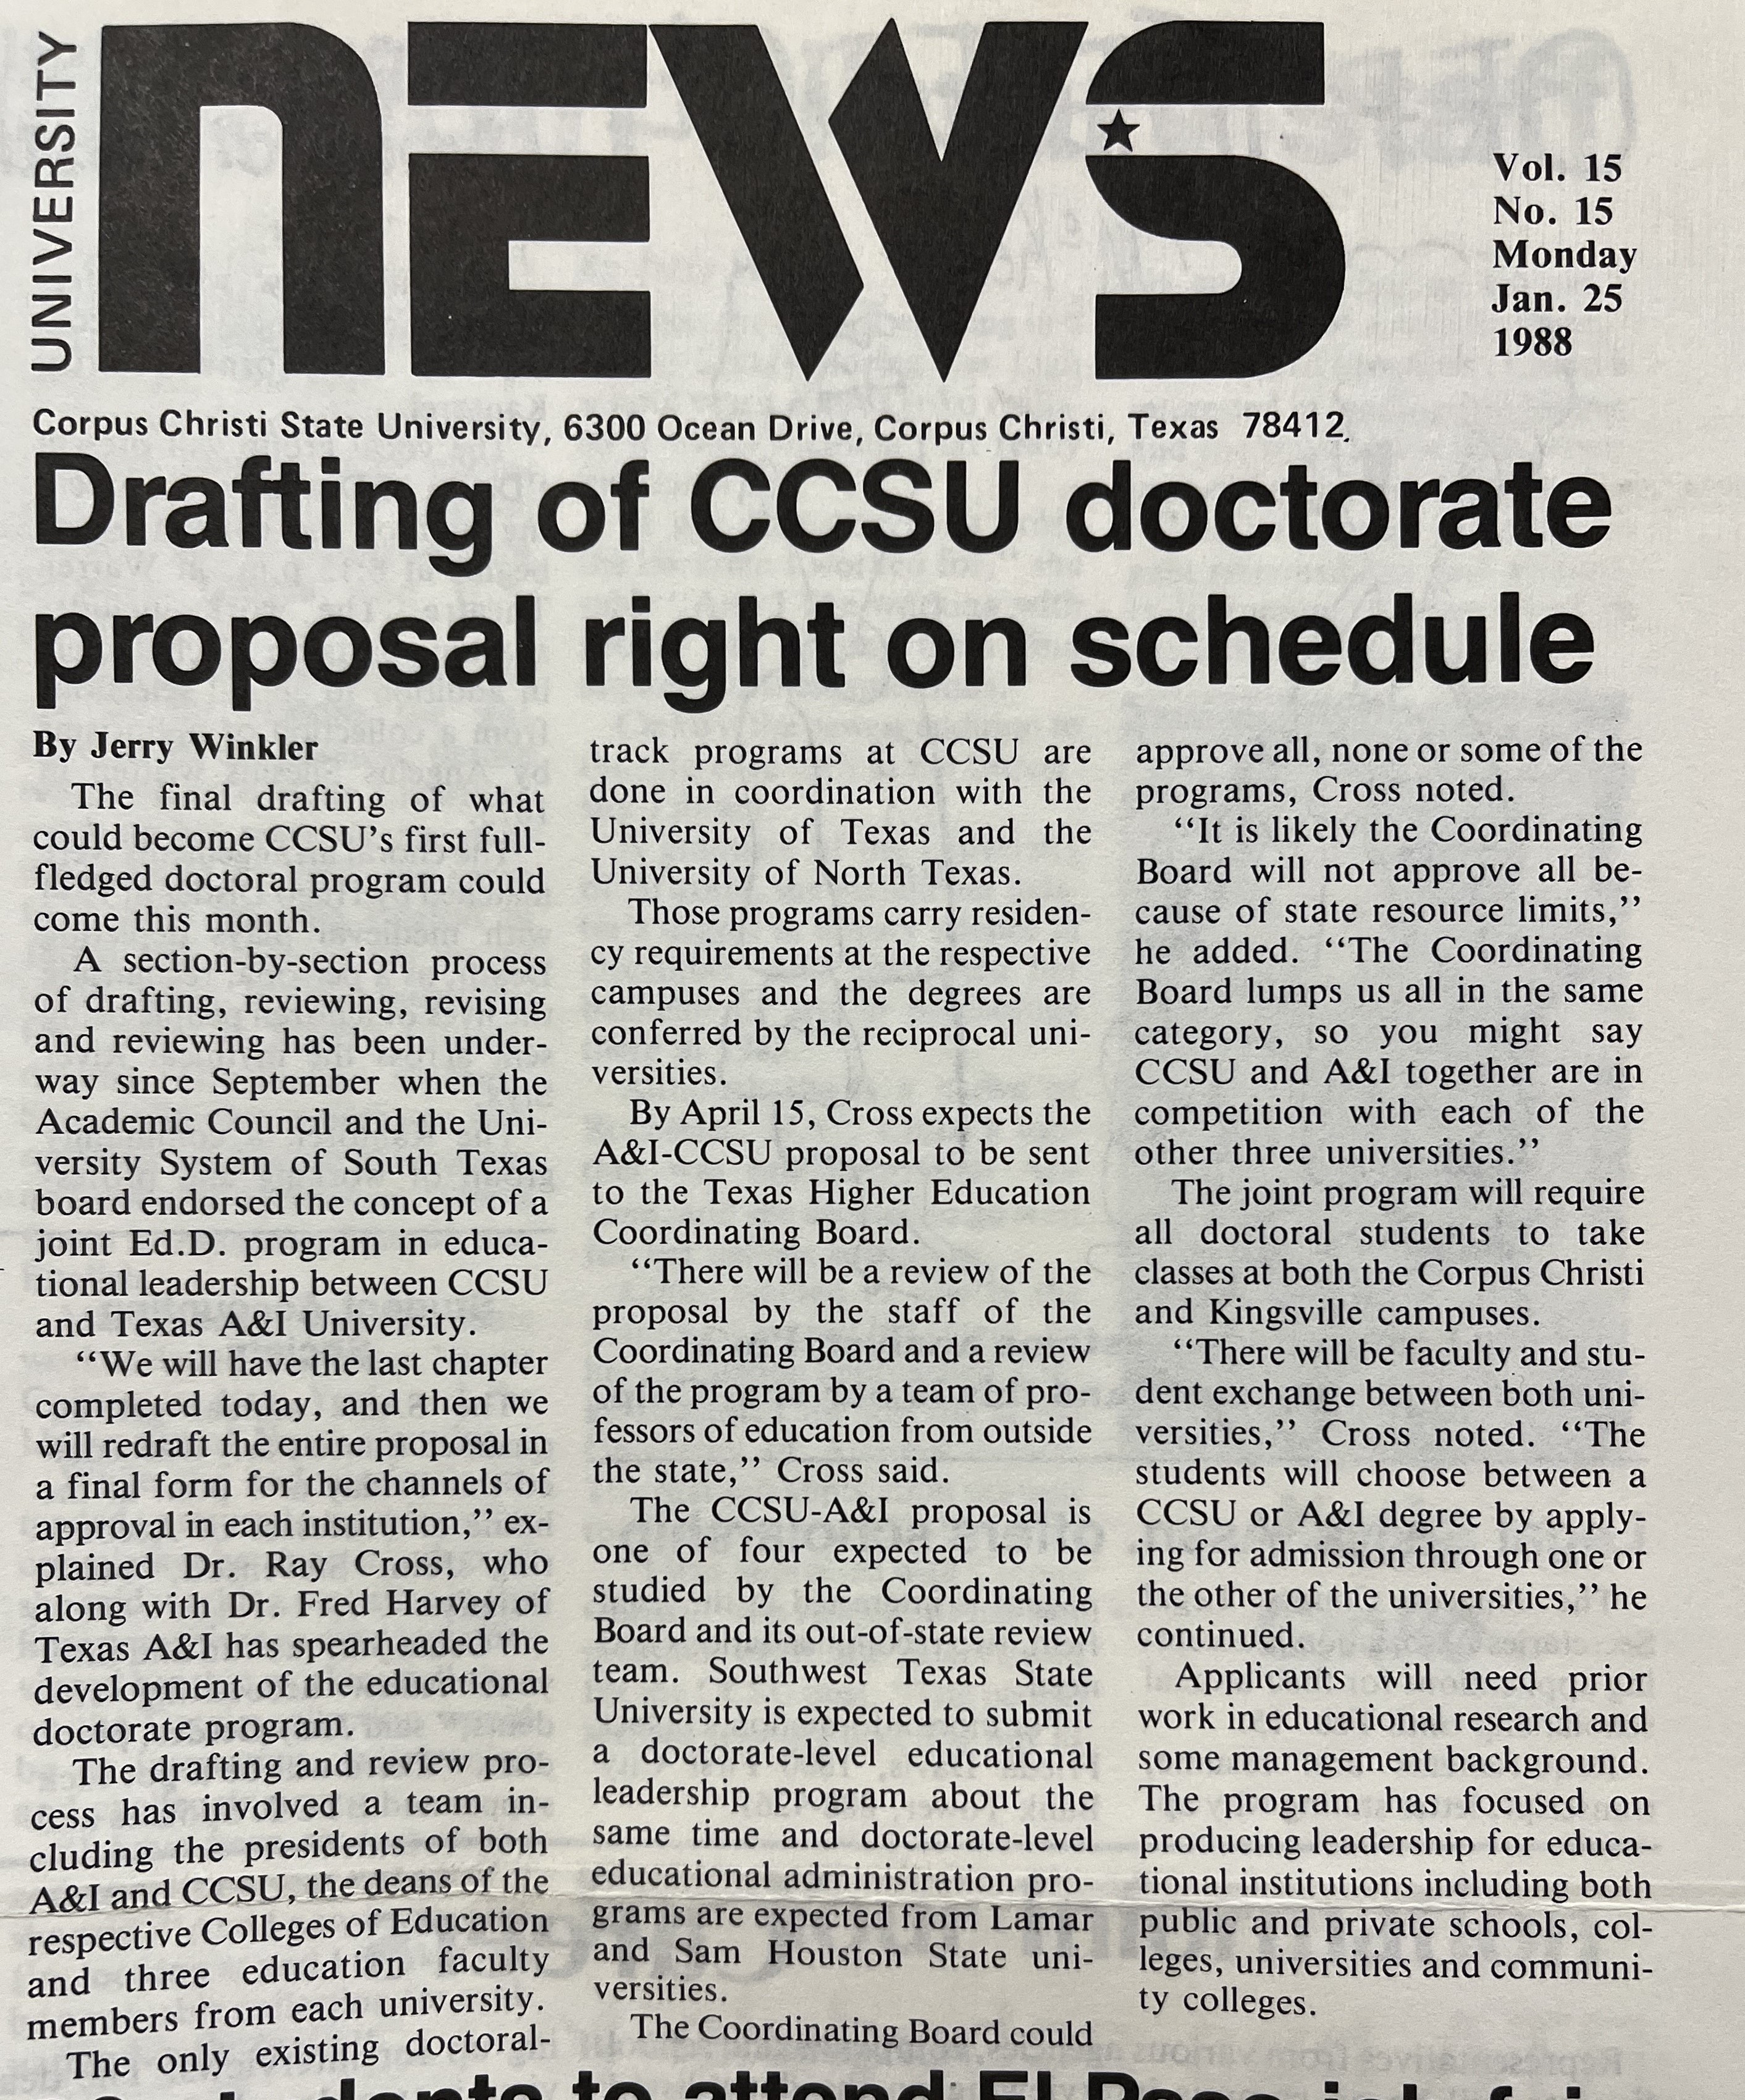 UNIVERSITY
nEWS
Vol. 15
No. 15
Monday
Jan. 25
1988
Corpus Christi State University, 6300 Ocean Drive, Corpus Christi, Texas 78412.
Drafting of CCSU doctorate
proposal right on schedule
By Jerry Winkler
The final drafting of what
could become CCSU's first full-
fledged doctoral program could
come this month.
A section-by-section process
of drafting, reviewing, revising
and reviewing has been under-
way since September when the
Academic Council and the Uni-
versity System of South Texas
board endorsed the concept of a
joint Ed.D. program in educa-
tional leadership between CCSU
and Texas A&I University.
‘‘We will have the last chapter
completed today, and then we
will redraft the entire proposal in
a final form for the channels of
approval in each institution,’’ ex-
plained Dr. Ray Cross, who
along with Dr. Fred Harvey of
Texas A&I has spearheaded the
development of the educational
doctorate program.
The drafting and review pro-
cess has involved a team in-
cluding the presidents of both
A&I and CCSU, the deans of the
respective Colleges of Education
and three education faculty
members from each university.
The only existing doctoral-
track programs at CCSU are
done in coordination with the
University of Texas and the
University of North Texas.
Those programs carry residen-
cy requirements at the respective
campuses and the degrees are
conferred by the reciprocal uni-
versities.
By April 15, Cross expects the
A&I-CCSU proposal to be sent
to the Texas Higher Education
Coordinating Board.
‘‘There will be a review of the
proposal by the staff of the
Coordinating Board and a review
of the program by a team of pro-
fessors of education from outside
the state,’’ Cross said.
The CCSU-A&I proposal is
one of four expected to be
studied by the Coordinating
Board and its out-of-state review
team. Southwest Texas State
University is expected to submit
a doctorate-level educational
leadership program about the
same time and doctorate-level
educational administration pro-
grams are expected from Lamar
and Sam Houston State uni-
versities.
The Coordinating Board could
approve all, none or some of the
programs, Cross noted.
‘‘It is likely the Coordinating
Board will not approve all be-
cause of state resource limits,’’
he added. ‘‘The Coordinating
Board lumps us all in the same
category, so you might say
CCSU and A&I together are in
competition with each of the
other three universities.’’
The joint program will require
all doctoral students to take
classes at both the Corpus Christi
and Kingsville campuses.
‘‘There will be faculty and stu-
dent exchange between both uni-
versities,’’ Cross noted. ‘‘The
students will choose between a
CCSU or A&I degree by apply-
ing for admission through one or
the other of the universities,’’ he
continued.
Applicants will need prior
work in educational research and
some management background.
The program has focused on
producing leadership for educa-
tional institutions including both
public and private schools, col-
leges, universities and communi-
ty colleges.
to attend El Paso job